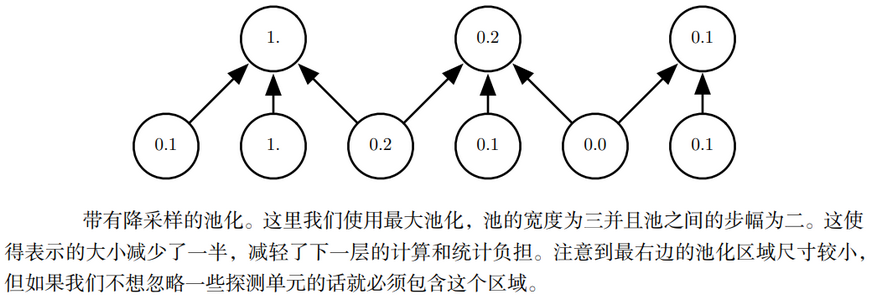 1. 0.2 0.1
0.1 1. 0.2 0.1 0.0 0.1
带有降采样的池化。这里我们使用最大池化，池的宽度为三并且池之间的步幅为二。这使
得表示的大小减少了一半，减轻了下一层的计算和统计负担。注意到最右边的池化区域尺寸较小，
但如果我们不想忽略一些探测单元的话就必须包含这个区域。